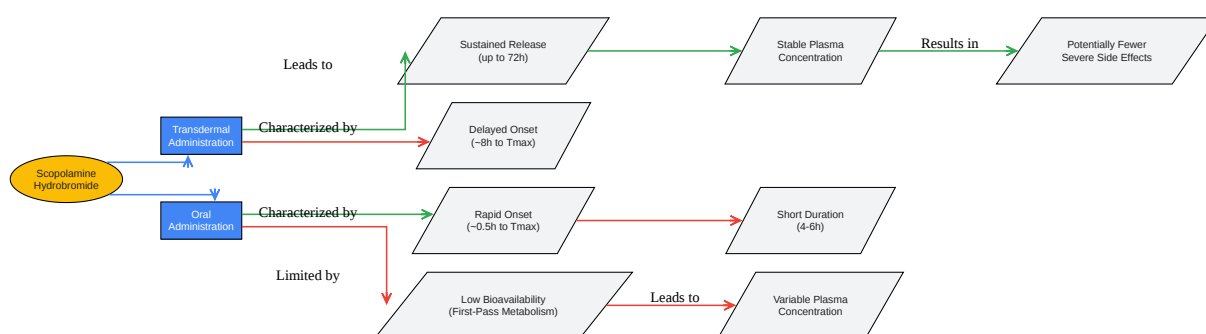 Sustained Release
(up to 72h)
Stable Plasma
Concentration
Results in
Potentially Fewer
Severe Side Effects
Leads to
Transdermal
Administration
Characterized by
Delayed Onset
(~8h to Tmax)
Scopolamine
Hydrobromide
Oral
Administration
Characterized by
Rapid Onset
(~0.5h to Tmax)
Short Duration
(4-6h)
Limited by
Low Bioavailability
(First-Pass Metabolism)
Leads to
Variable Plasma
Concentration